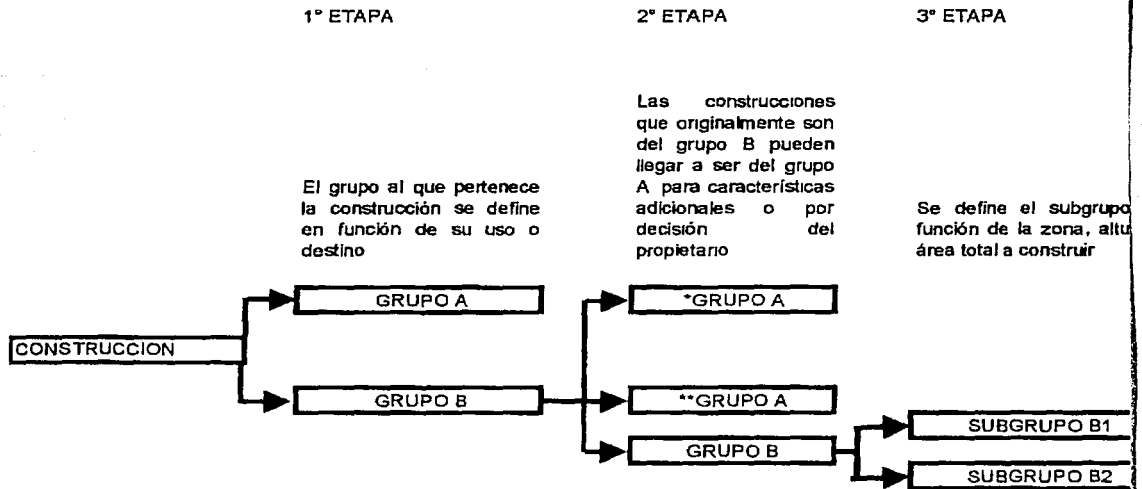 1° ETAPA
2° ETAPA
3° ETAPA
El grupo al que pertenece
la construcción se define
en función de su uso o
destino
Las construcciones
que originalmente son
del grupo B pueden
llegar a ser del grupo
A para características
adicionales o por
decisión del
propietario
Se define el subgrupo
función de la zona, altu
área total a construir
CONSTRUCCION
GRUPO A
GRUPO B
*GRUPO A
**GRUPO A
GRUPO B
SUBGRUPO B1
SUBGRUPO B2